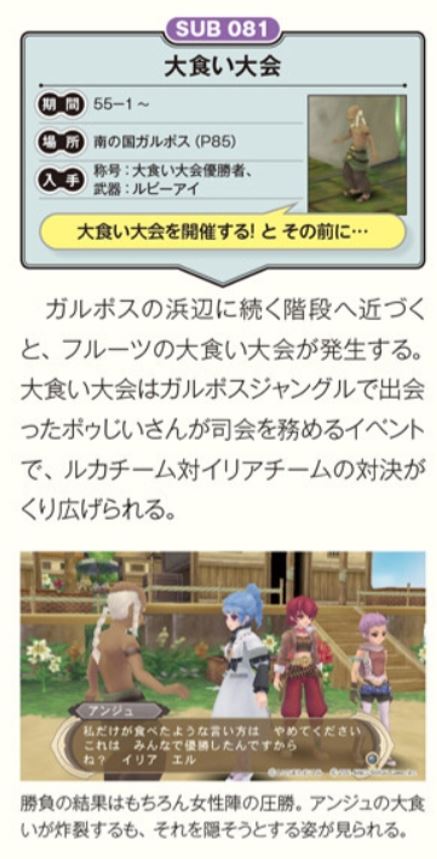 SUB 081
大食い大会
期間 55−1～
場所 南の国ガルポス（P85）
入手 称号：大食い大会優勝者、
武器：ルビーアイ
大食い大会を開催する! と その前に…
ガルポスの浜辺に続く階段へ近づく
と、フルーツの大食い大会が発生する。
大食い大会はガルポスジャングルで出会
ったポゥじいさんが司会を務めるイベント
で、ルカチーム対イリアチームの対決が
くり広げられる。
アンジュ
私だけが食べたような言い方は　やめてください
これは　みんなで優勝したんですから
ね？　イリア　エル
勝負の結果はもちろん女性陣の圧勝。アンジュの大食
いが炸裂するも、それを隠そうとする姿が見られる。